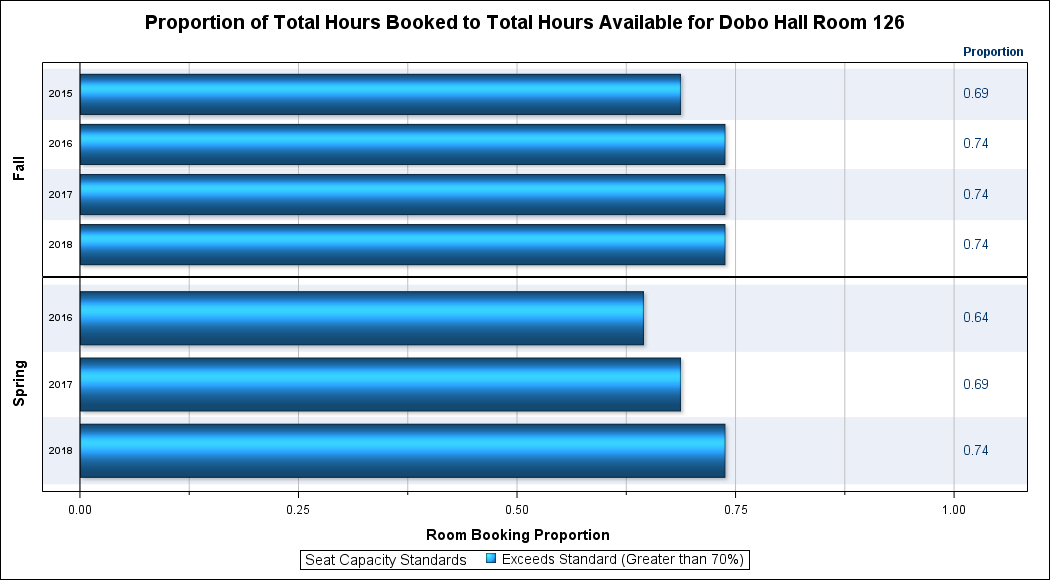 Proportion of Total Hours Booked to Total Hours Available for Dobo Hall Room 126
Proportion
Fall
2015 0.69
2016 0.74
2017 0.74
2018 0.74
Spring
2016 0.64
2017 0.69
2018 0.74
0.00 0.25 0.50 0.75 1.00
Room Booking Proportion
Seat Capacity Standards Exceeds Standard (Greater than 70%)